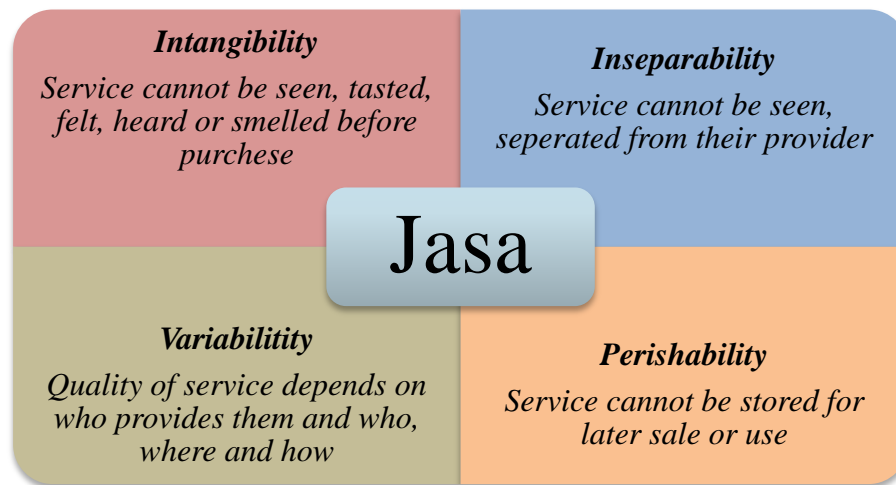 Intangibility
Service cannot be seen, tasted,
felt, heard or smelled before
purchese
Inseparability
Service cannot be seen,
seperated from their provider
Jasa
Variabilitity
Quality of service depends on
who provides them and who,
where and how
Perishability
Service cannot be stored for
later sale or use